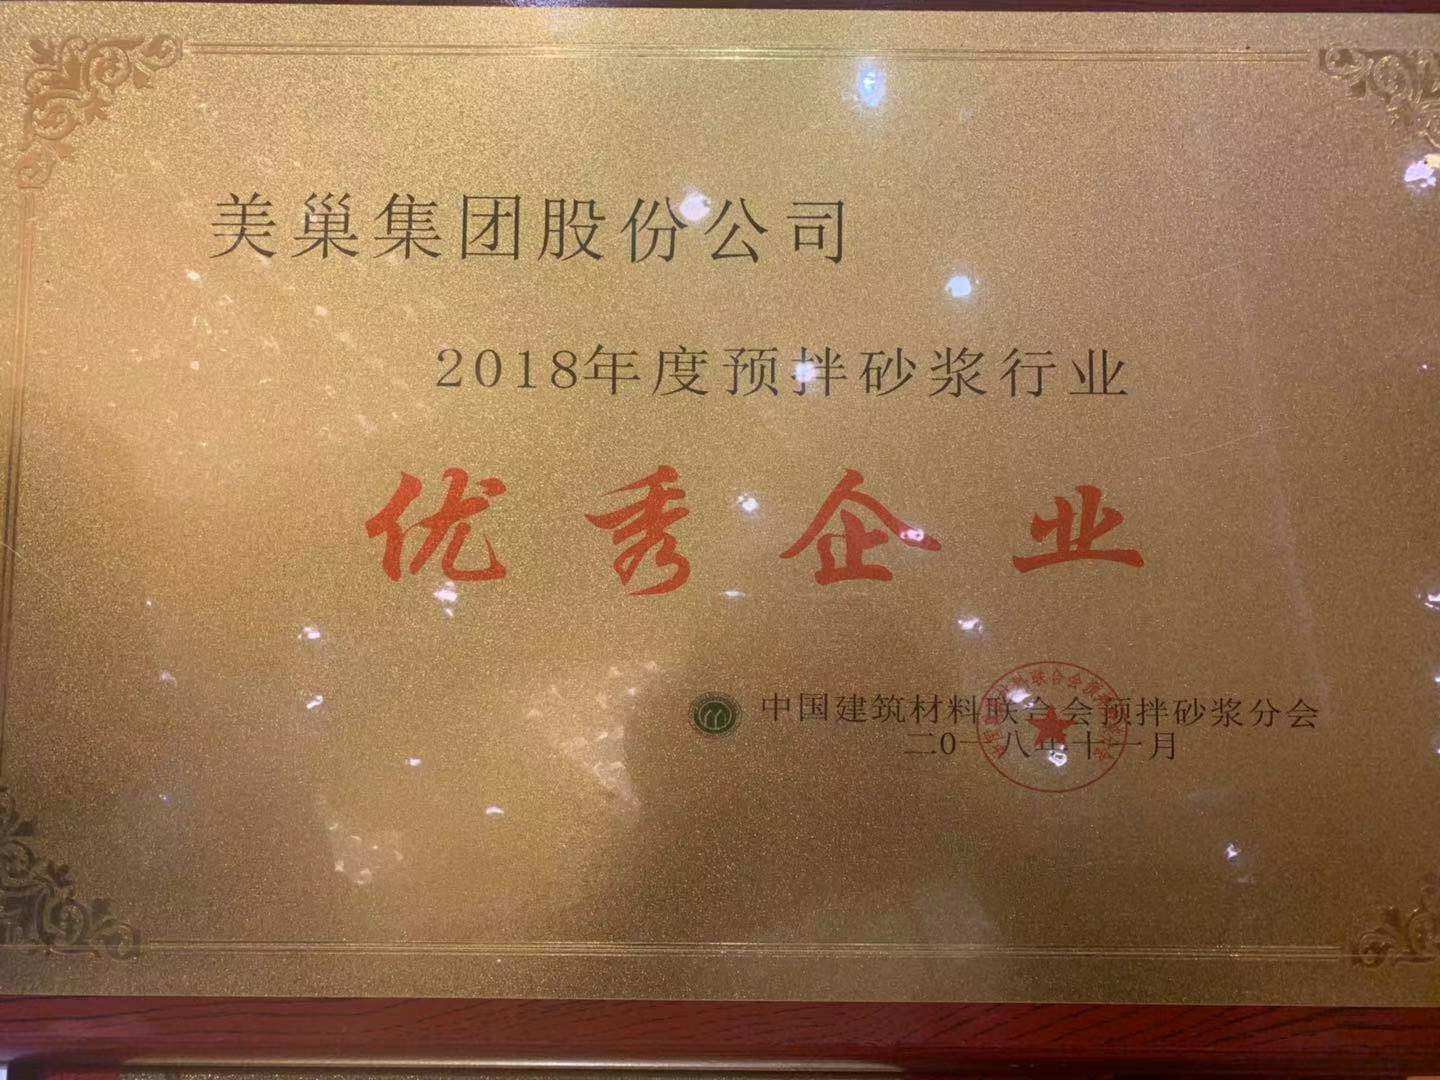 美巢集团股份公司
2018年度预拌砂浆行业
优秀企业
中国建筑材料联合会预拌砂浆分会
二0一八年十一月